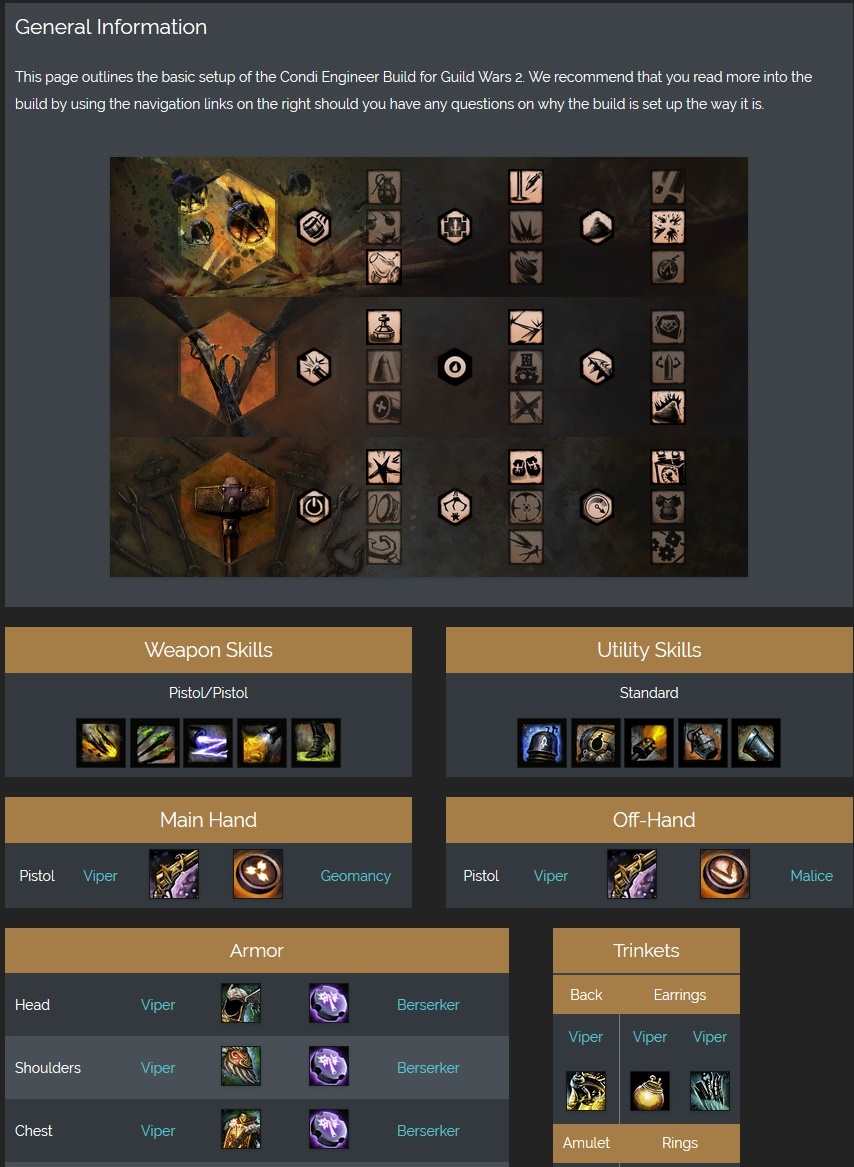 General Information
This page outlines the basic setup of the Condi Engineer Build for Guild Wars 2. We recommend that you read more into the
build by using the navigation links on the right should you have any questions on why the build is set up the way it is.
Weapon Skills
Pistol/Pistol
Utility Skills
Standard
Main Hand
Pistol Viper Geomancy
Off-Hand
Pistol Viper Malice
Armor
Head Viper Berserker
Shoulders Viper Berserker
Chest Viper Berserker
Trinkets
Back Earrings
Viper Viper Viper
Amulet Rings